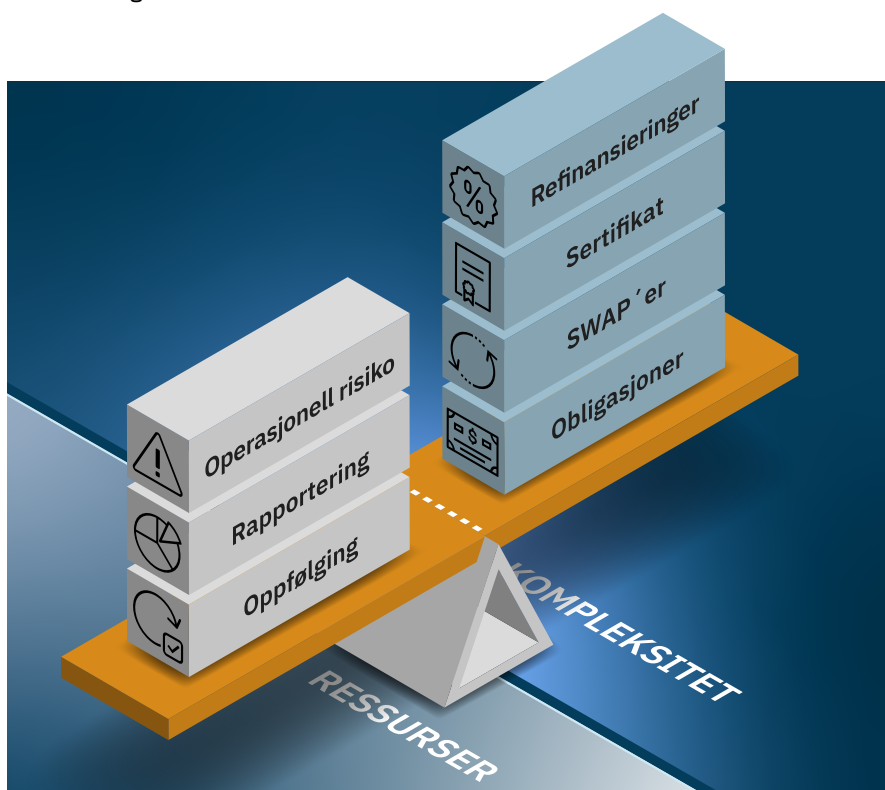 Refinansieringer
%
Sertifikat
SWAP´er
Obligasjoner
$
Operasjonell risiko
!
Rapportering
Oppfølging
KOMPLEKSITET
RESSURSER